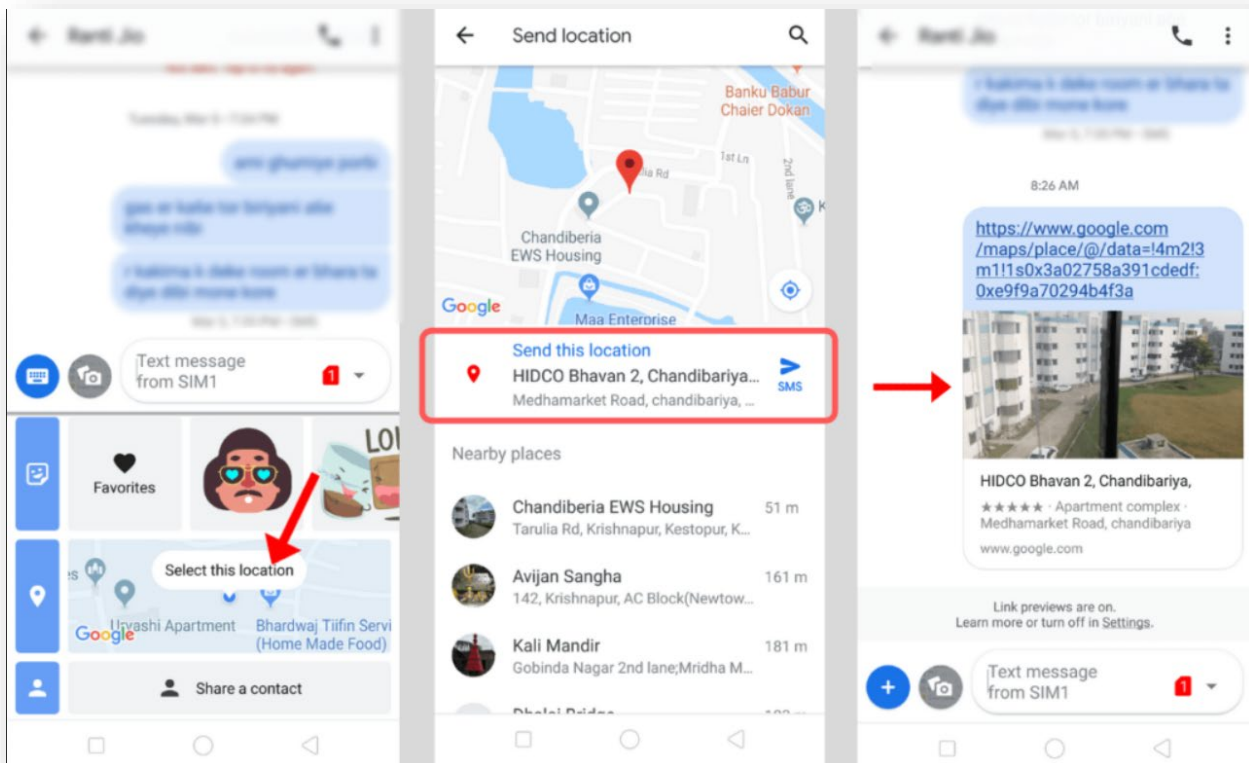 Text message
from SIM1
1
Favorites
LOL
Select this location
Urvashi Apartment
Google
Bhardwaj Tiifin Servi
(Home Made Food)
Share a contact
Send location
Banku Babur
Chaier Dokan
1st Ln
2nd lane
ia Rd
Chandiberia
EWS Housing
K
Google
Maa Enterprise
Send this location
HIDCO Bhavan 2, Chandibariya...
Medhamarket Road, chandibariya, ...
SMS
Nearby places
Chandiberia EWS Housing
51 m
Tarulia Rd, Krishnapur, Kestopur, K...
Avijan Sangha
161 m
142, Krishnapur, AC Block(Newtow...
Kali Mandir
181 m
Gobinda Nagar 2nd lane;Mridha M...
8:26 AM
https://www.google.com
/maps/place/@/data=!4m2!3
m1!1s0x3a02758a391cdedf:
0xe9f9a70294b4f3a
HIDCO Bhavan 2, Chandibariya,
★★★★★ · Apartment complex ·
Medhamarket Road, chandibariya
www.google.com
Link previews are on.
Learn more or turn off in Settings.
Text message
from SIM1
1